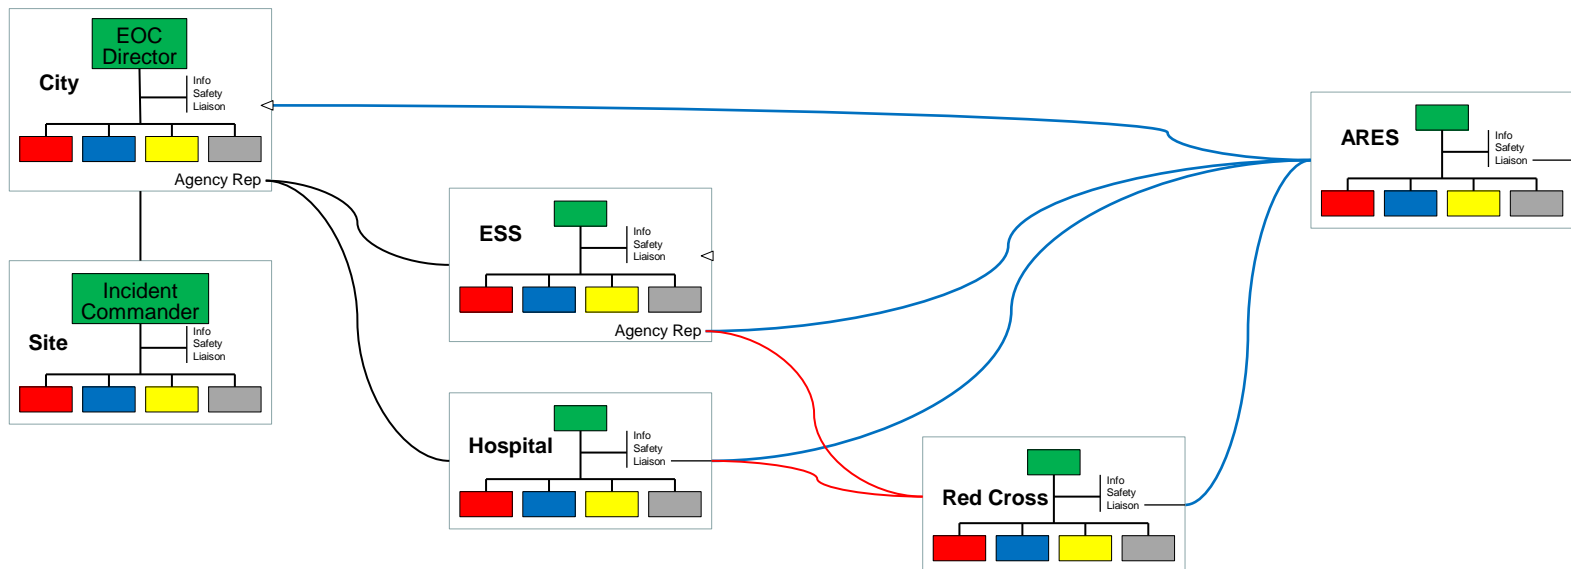 EOC
Director
City
Info
Safety
Liaison
Agency Rep
Incident
Commander
Site
Info
Safety
Liaison
ESS
Info
Safety
Liaison
Agency Rep
Hospital
Info
Safety
Liaison
Red Cross
Info
Safety
Liaison
ARES
Info
Safety
Liaison